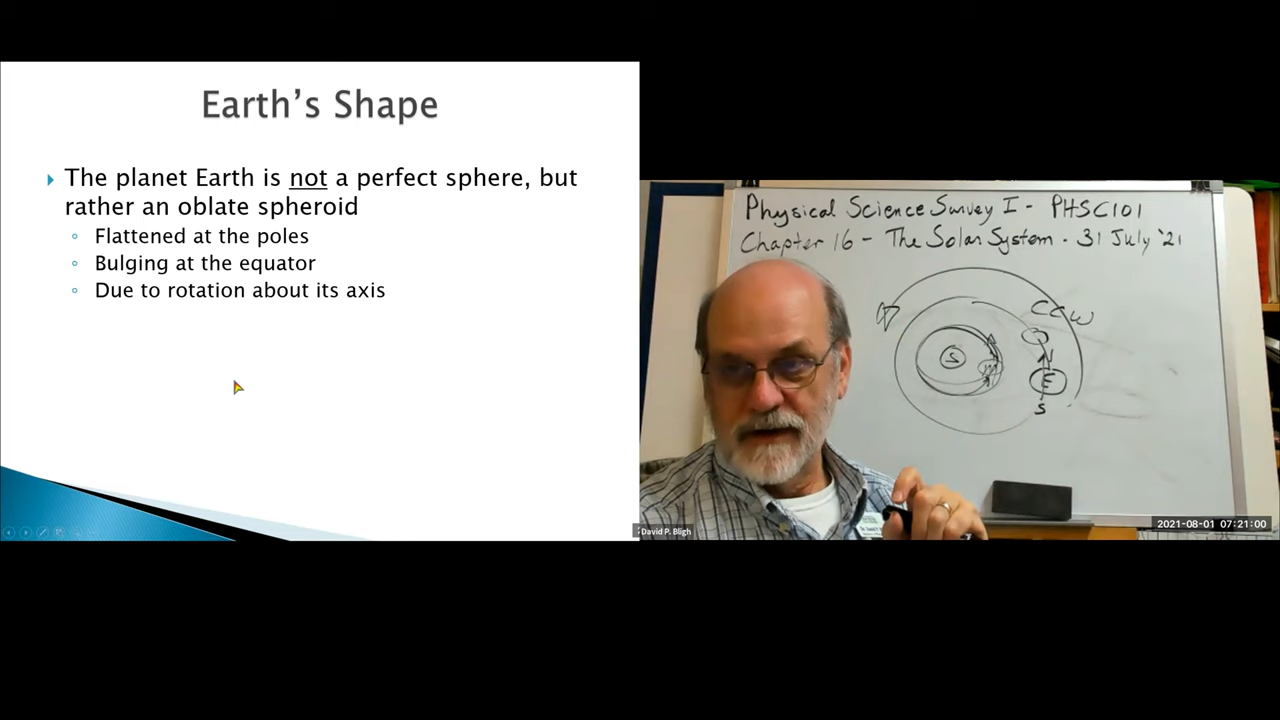 Earth's Shape
The planet Earth is not a perfect sphere, but
rather an oblate spheroid
Flattened at the poles
Bulging at the equator
Due to rotation about its axis
Physical Science Survey I - PHSC101
Chapter 16 - The Solar System - 31 July '21
CCW
S
E
S
David P. Bligh
2021-08-01 07:21:00